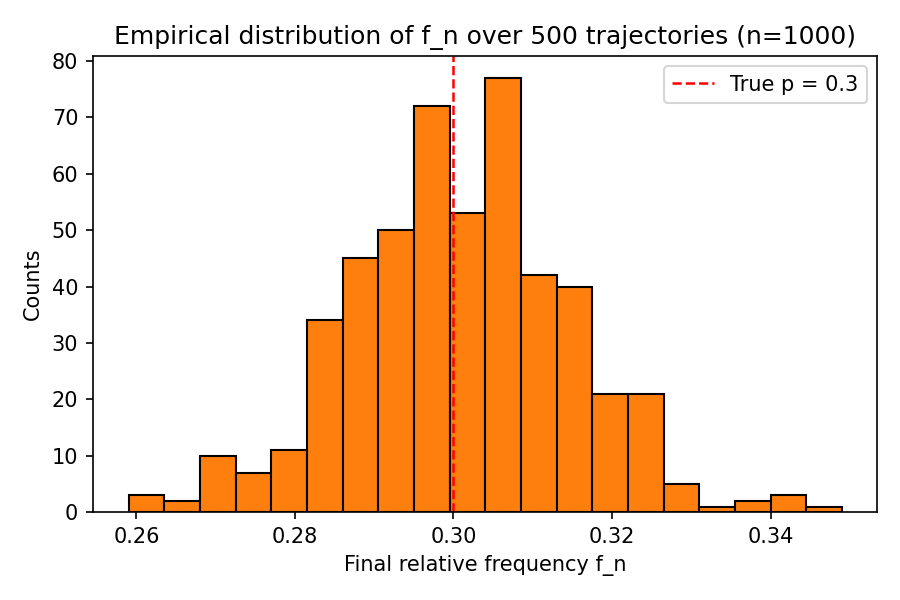 Empirical distribution of f_n over 500 trajectories (n=1000)
True p = 0.3
Counts
80
70
60
50
40
30
20
10
0
0.26 0.28 0.30 0.32 0.34
Final relative frequency f_n